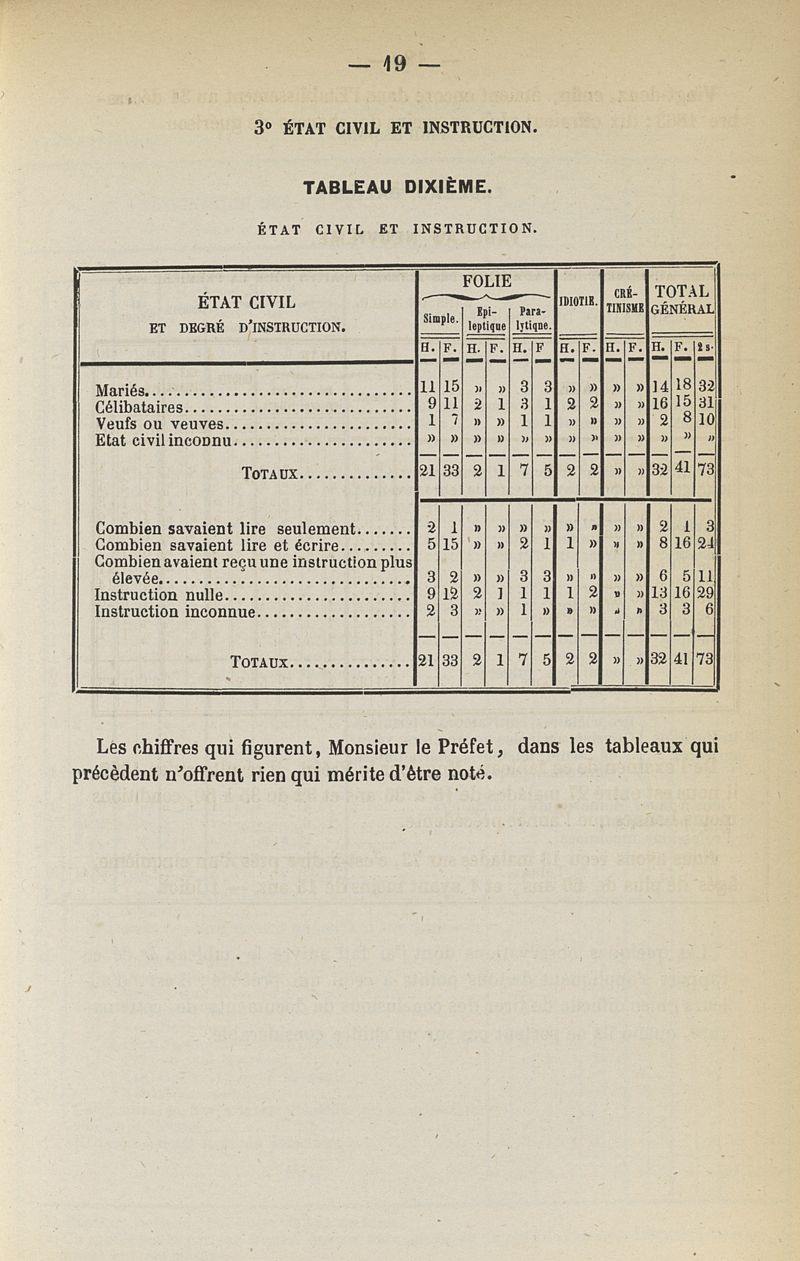 — 19 —
3º ÉTAT CIVIL ET INSTRUCTION.
TABLEAU DIXIÈME.
ÉTAT CIVIL ET INSTRUCTION.
ÉTAT CIVIL
ET DEGRÉ D'INSTRUCTION.
FOLIE
Simple.
Epi-
leptique
Para-
lytique.
IDIOTIE.
CRÉ-
TINISME
TOTAL
GÉNÉRAL
H. F. H. F. H. F H. F. H. F. H. F. 2 s.
Mariés.................................. 11 15 » » 3 3 » » » » 14 18 32
Célibataires............................. 9 11 2 1 3 1 2 2 » » 16 15 31
Veufs ou veuves........................ 1 7 » » 1 1 » » » » 2 8 10
Etat civil inconnu....................... » » » » » » » » » » » » »
TOTAUX.............. 21 33 2 1 7 5 2 2 » » 32 41 73
Combien savaient lire seulement....... 2 1 » » » » » » » » 2 1 3
Combien savaient lire et écrire......... 5 15 » » 2 1 1 » » » 8 16 24
Combien avaient reçu une instruction plus
élevée................................ 3 2 » » 3 3 » » » » 6 5 11
Instruction nulle........................ 9 12 2 1 1 1 1 2 » » 13 16 29
Instruction inconnue.................... 2 3 » » 1 » » » » » 3 3 6
TOTAUX............... 21 33 2 1 7 5 2 2 » » 32 41 73
Les chiffres qui figurent, Monsieur le Préfet, dans les tableaux qui
précèdent n'offrent rien qui mérite d'être noté.